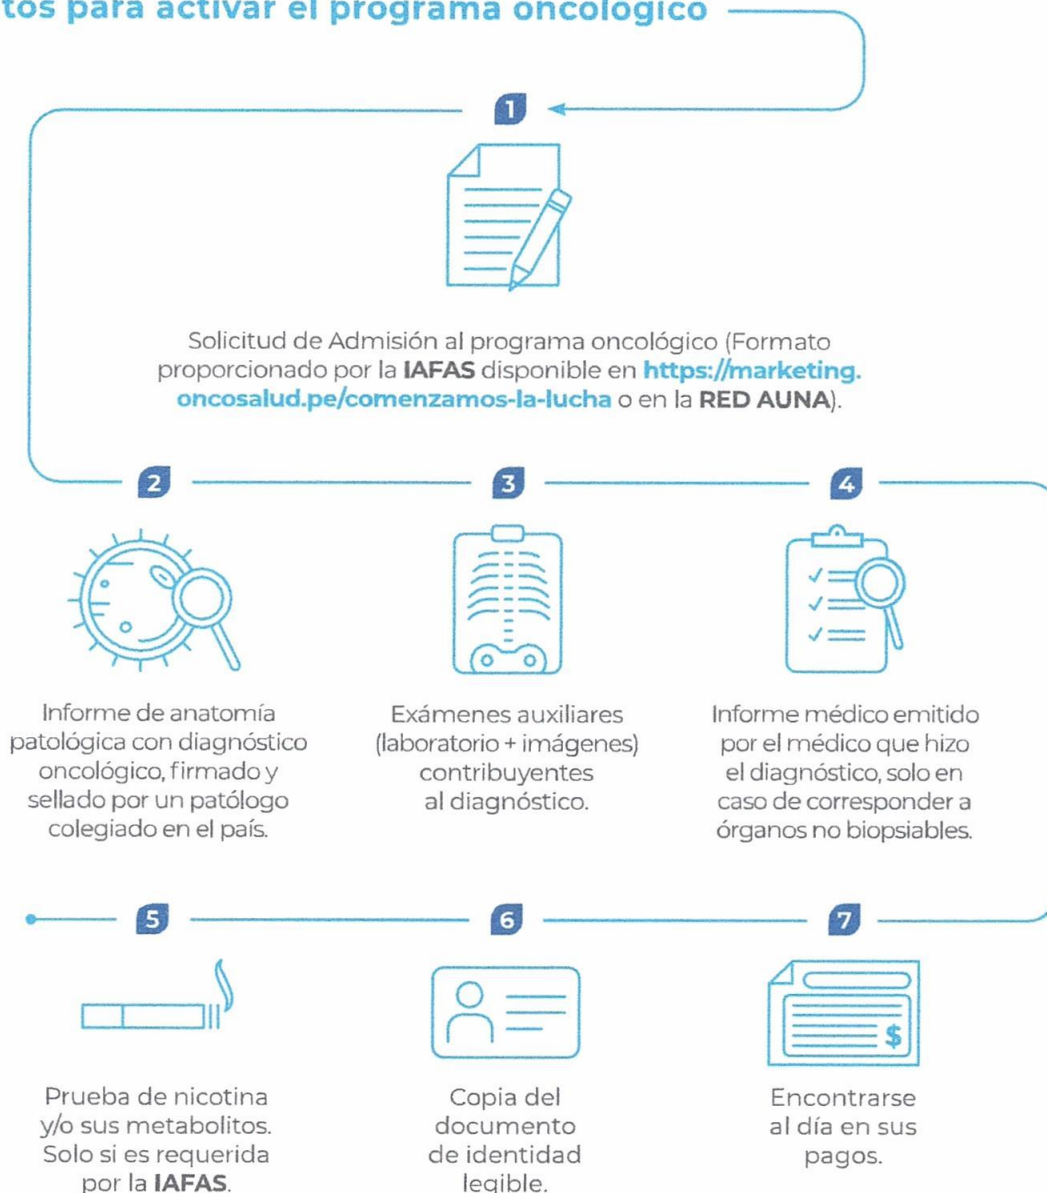 tos para activar el programa oncológico
1
Solicitud de Admisión al programa oncológico (Formato
proporcionado por la IAFAS disponible en https://marketing.
oncosalud.pe/comenzamos-la-lucha o en la RED AUNA).
2
3
4
Informe de anatomía
patológica con diagnóstico
oncológico, firmado y
sellado por un patólogo
colegiado en el país.
Exámenes auxiliares
(laboratorio + imágenes)
contribuyentes
al diagnóstico.
Informe médico emitido
por el médico que hizo
el diagnóstico, solo en
caso de corresponder a
órganos no biopsiables.
5
6
7
$
Prueba de nicotina
y/o sus metabolitos.
Solo si es requerida
por la IAFAS.
Copia del
documento
de identidad
legible.
Encontrarse
al día en sus
pagos.